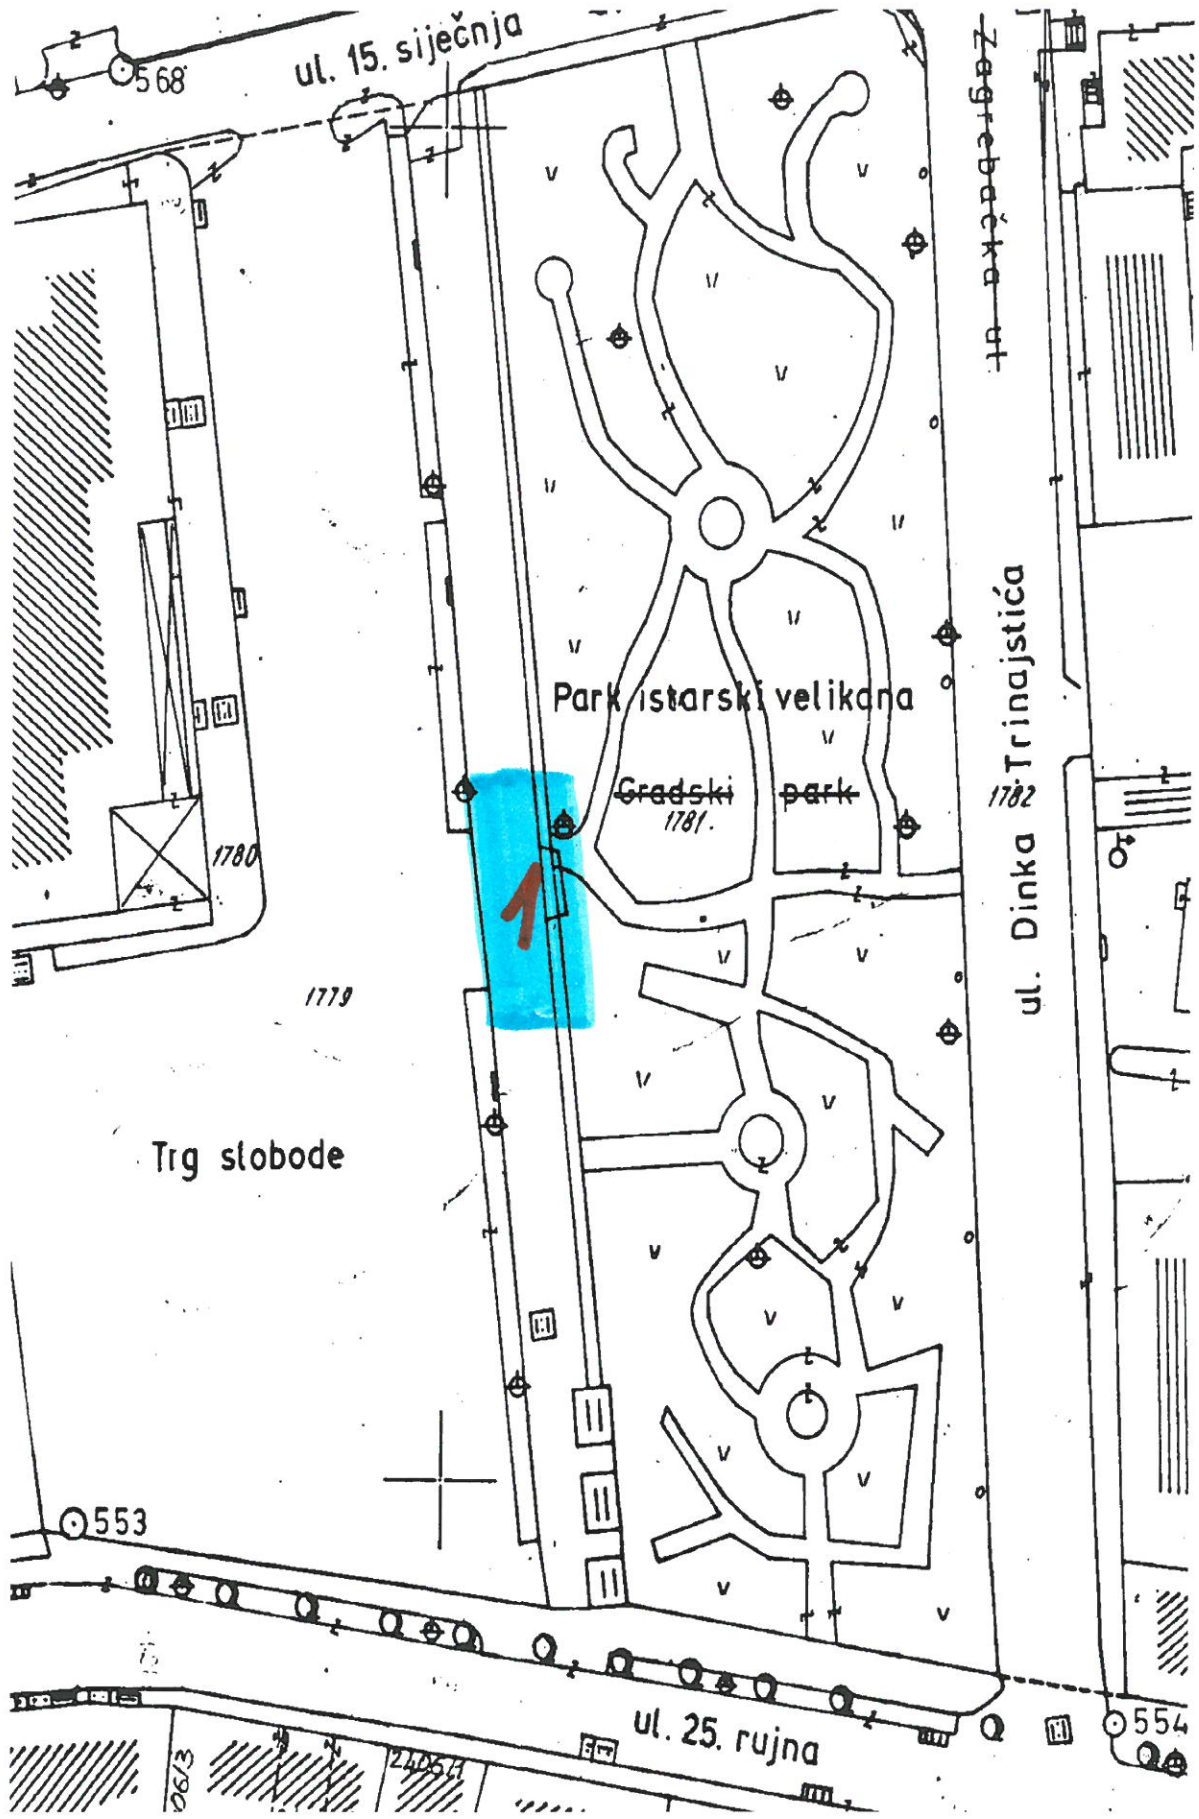 568
ul. 15. siječnja
Zagrebačka ul.
Park istarski velikana
Gradski park
1781.
1782
ul. Dinka Trinajstića
1780
1779
Trg slobode
553
ul. 25. rujna
554